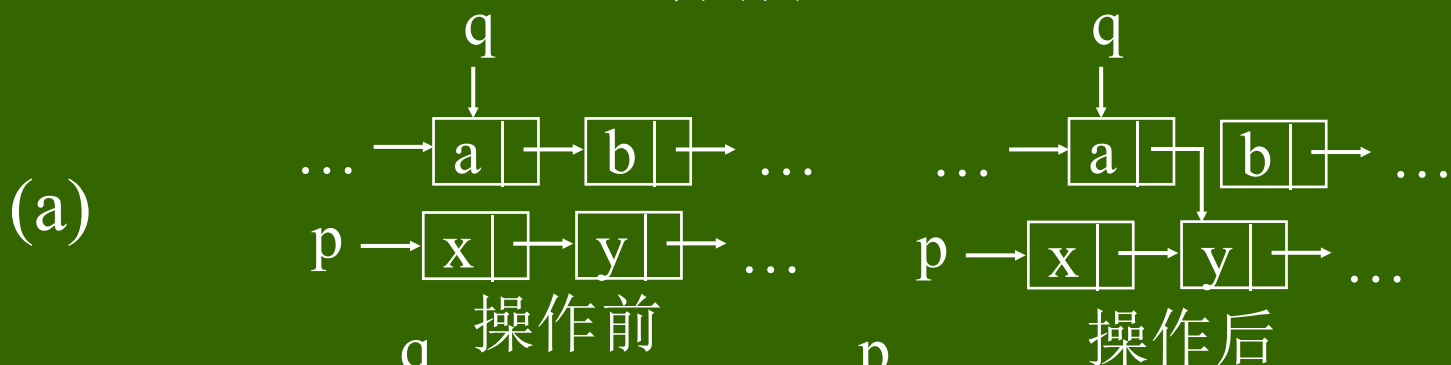 q q
… a b … … a b …
(a)
p x y … p x y …
操作前 操作后
q p